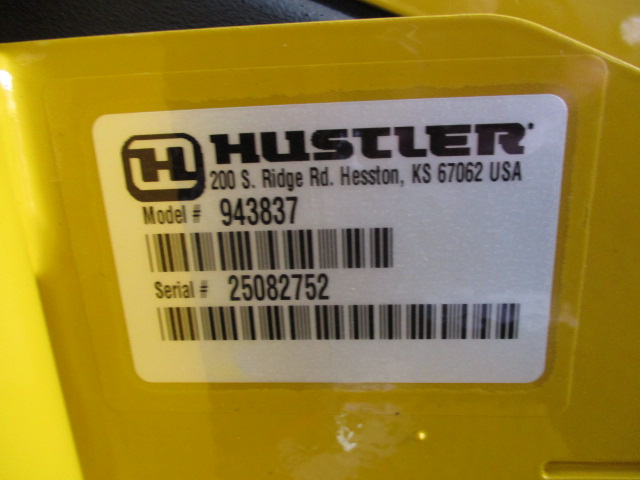 H HUSTLER
200 S. Ridge Rd. Hesston, KS 67062 USA
Model # 943837
Serial # 25082752